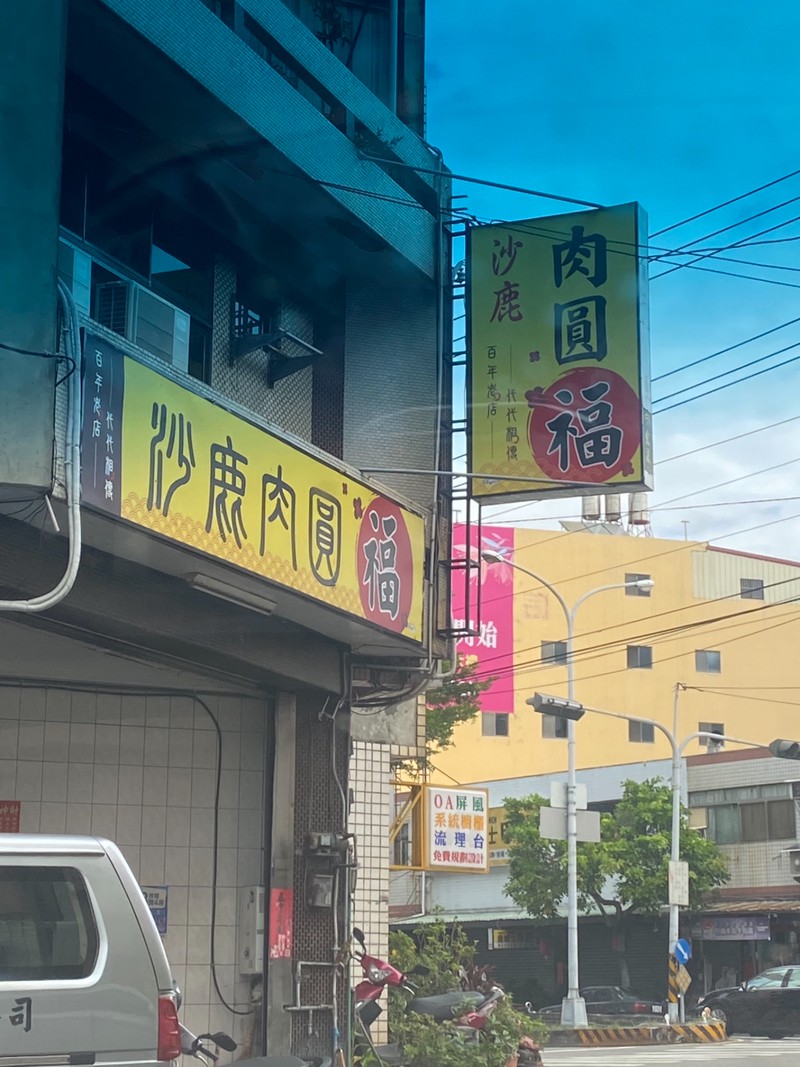 肉圓
福
沙鹿
百年老店
代代相傳
沙鹿肉圓
福
百年老店
代代相傳
開始
OA屏風
系統櫥櫃
流理台
免費規劃設計
司